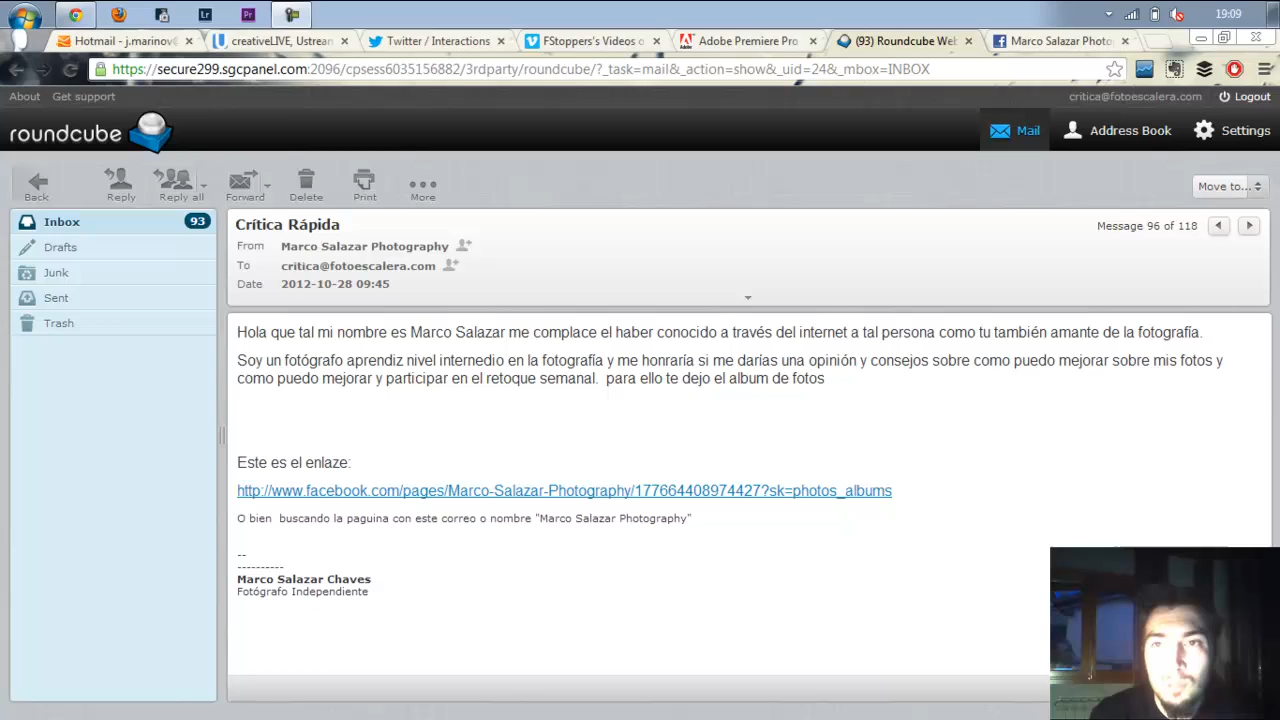 Lr
Pr
19:09
Hotmail - j.marinov@
creativeLIVE, Ustream
Twitter / Interactions
FStoppers's Videos o
Adobe Premiere Pro
(93) Roundcube Web
Marco Salazar Photo
https://secure299.sgcpanel.com:2096/cpsess6035156882/3rdparty/roundcube/?_task=mail&_action=show&_uid=24&_mbox=INBOX
About Get support
critica@fotoescalera.com Logout
roundcube
Mail Address Book Settings
Back Reply Reply all Forward Delete Print More
Move to...
Inbox 93
Drafts
Junk
Sent
Trash
Crítica Rápida
Message 96 of 118
From Marco Salazar Photography
To critica@fotoescalera.com
Date 2012-10-28 09:45
Hola que tal mi nombre es Marco Salazar me complace el haber conocido a través del internet a tal persona como tu también amante de la fotografía.
Soy un fotógrafo aprendiz nivel internedio en la fotografía y me honraría si me darías una opinión y consejos sobre como puedo mejorar sobre mis fotos y
como puedo mejorar y participar en el retoque semanal. para ello te dejo el album de fotos
Este es el enlaze:
http://www.facebook.com/pages/Marco-Salazar-Photography/177664408974427?sk=photos_albums
O bien buscando la paguina con este correo o nombre "Marco Salazar Photography"
--
----------
Marco Salazar Chaves
Fotógrafo Independiente